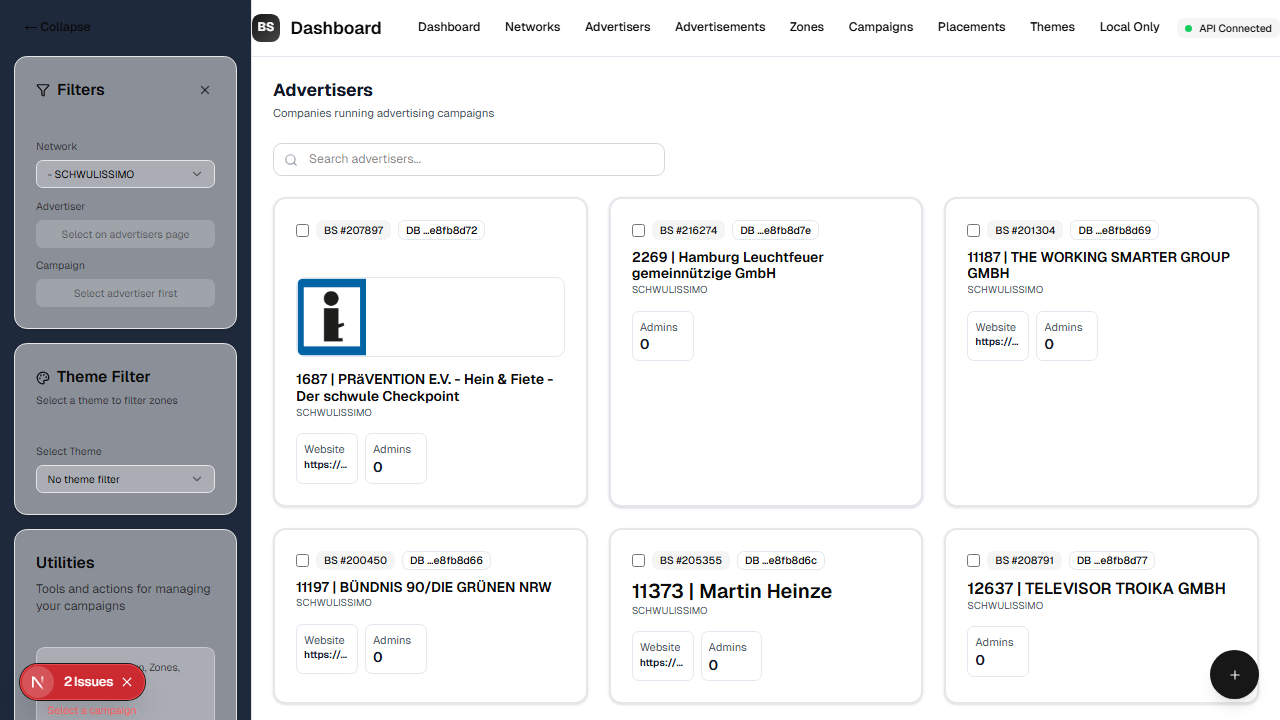 ← Collapse
Filters
Network
- SCHWULISSIMO
Advertiser
Select on advertisers page
Campaign
Select advertiser first
Theme Filter
Select a theme to filter zones
Select Theme
No theme filter
Utilities
Tools and actions for managing
your campaigns
Zones,
2 Issues
Select a campaign
BS
Dashboard
Dashboard
Networks
Advertisers
Advertisements
Zones
Campaigns
Placements
Themes
Local Only
API Connected
Advertisers
Companies running advertising campaigns
Search advertisers...
BS #207897
DB …e8fb8d72
1687 | PRäVENTION E.V. - Hein & Fiete -
Der schwule Checkpoint
SCHWULISSIMO
Website
https://...
Admins
0
BS #216274
DB …e8fb8d7e
2269 | Hamburg Leuchtfeuer
gemeinnützige GmbH
SCHWULISSIMO
Admins
0
BS #201304
DB …e8fb8d69
11187 | THE WORKING SMARTER GROUP
GMBH
SCHWULISSIMO
Website
https://...
Admins
0
BS #200450
DB …e8fb8d66
11197 | BÜNDNIS 90/DIE GRÜNEN NRW
SCHWULISSIMO
Website
https://...
Admins
0
BS #205355
DB …e8fb8d6c
11373 | Martin Heinze
SCHWULISSIMO
Website
https://...
Admins
0
BS #208791
DB …e8fb8d77
12637 | TELEVISOR TROIKA GMBH
SCHWULISSIMO
Admins
0
+